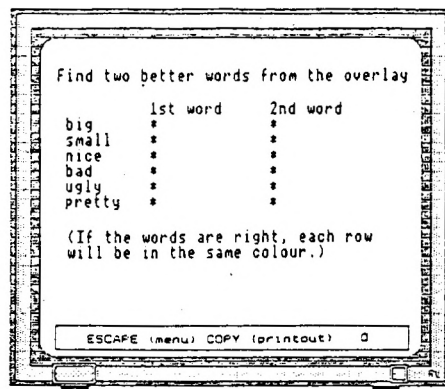 Find two better words from the overlay
1st word 2nd word
big * *
small * *
nice * *
bad * *
ugly * *
pretty * *
(If the words are right, each row
will be in the same colour.)
ESCAPE (menu) COPY (printout) 0